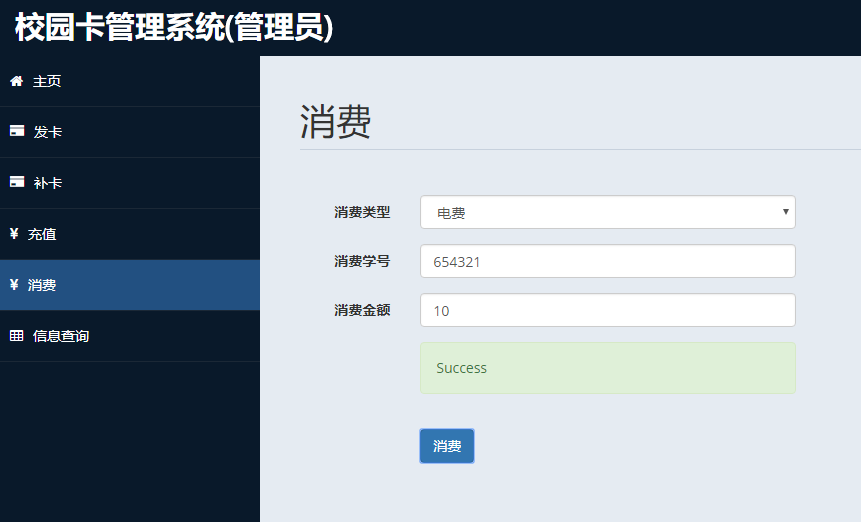 校园卡管理系统(管理员)
主页
发卡
补卡
¥ 充值
¥ 消费
信息查询
消费
消费类型 电费
消费学号 654321
消费金额 10
Success
消费